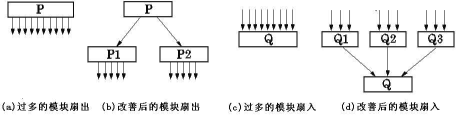 P
P
P1
P2
Q
Q1
Q2
Q3
Q
(a)过多的模块扇出
(b)改善后的模块扇出
(c)过多的模块扇入
(d)改善后的模块扇入